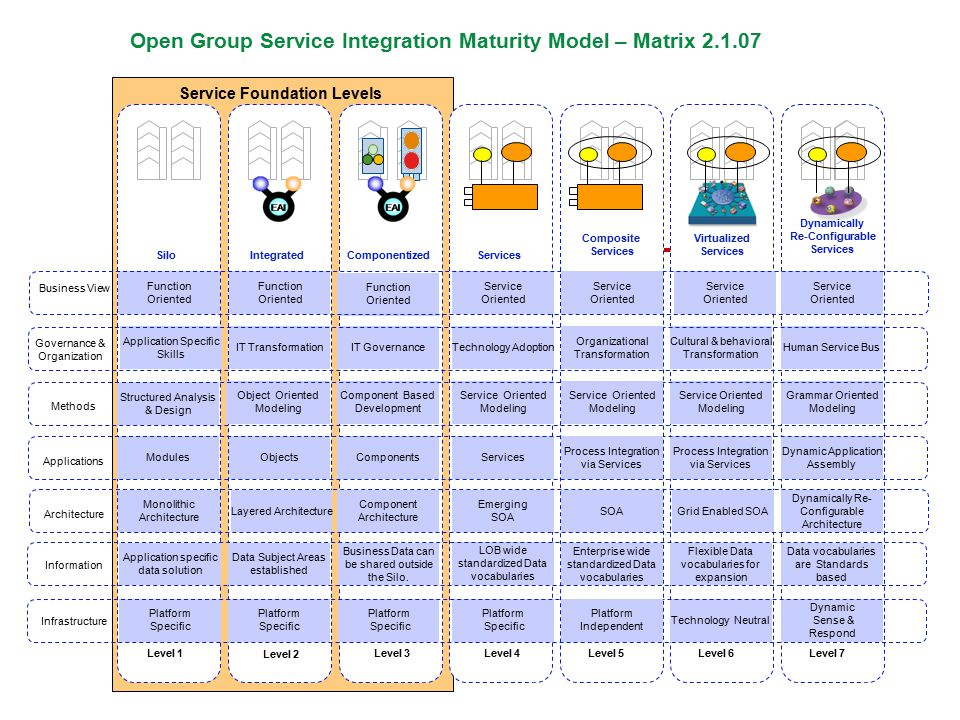 Open Group Service Integration Maturity Model – Matrix 2.1.07
Service Foundation Levels
EAI
EAI
Silo
Integrated
Componentized
Services
Composite
Services
Virtualized
Services
Dynamically
Re-Configurable
Services
Business View
Function
Oriented
Function
Oriented
Function
Oriented
Service
Oriented
Service
Oriented
Service
Oriented
Service
Oriented
Governance &
Organization
Application Specific
Skills
IT Transformation
IT Governance
Technology Adoption
Organizational
Transformation
Cultural & behavioral
Transformation
Human Service Bus
Methods
Structured Analysis
& Design
Object Oriented
Modeling
Component Based
Development
Service Oriented
Modeling
Service Oriented
Modeling
Service Oriented
Modeling
Grammar Oriented
Modeling
Applications
Modules
Objects
Components
Services
Process Integration
via Services
Process Integration
via Services
Dynamic Application
Assembly
Architecture
Monolithic
Architecture
Layered Architecture
Component
Architecture
Emerging
SOA
SOA
Grid Enabled SOA
Dynamically Re-
Configurable
Architecture
Information
Application specific
data solution
Data Subject Areas
established
Business Data can
be shared outside
the Silo.
LOB wide
standardized Data
vocabularies
Enterprise wide
standardized Data
vocabularies
Flexible Data
vocabularies for
expansion
Data vocabularies
are Standards
based
Infrastructure
Platform
Specific
Platform
Specific
Platform
Specific
Platform
Specific
Platform
Independent
Technology Neutral
Dynamic
Sense &
Respond
Level 1
Level 2
Level 3
Level 4
Level 5
Level 6
Level 7